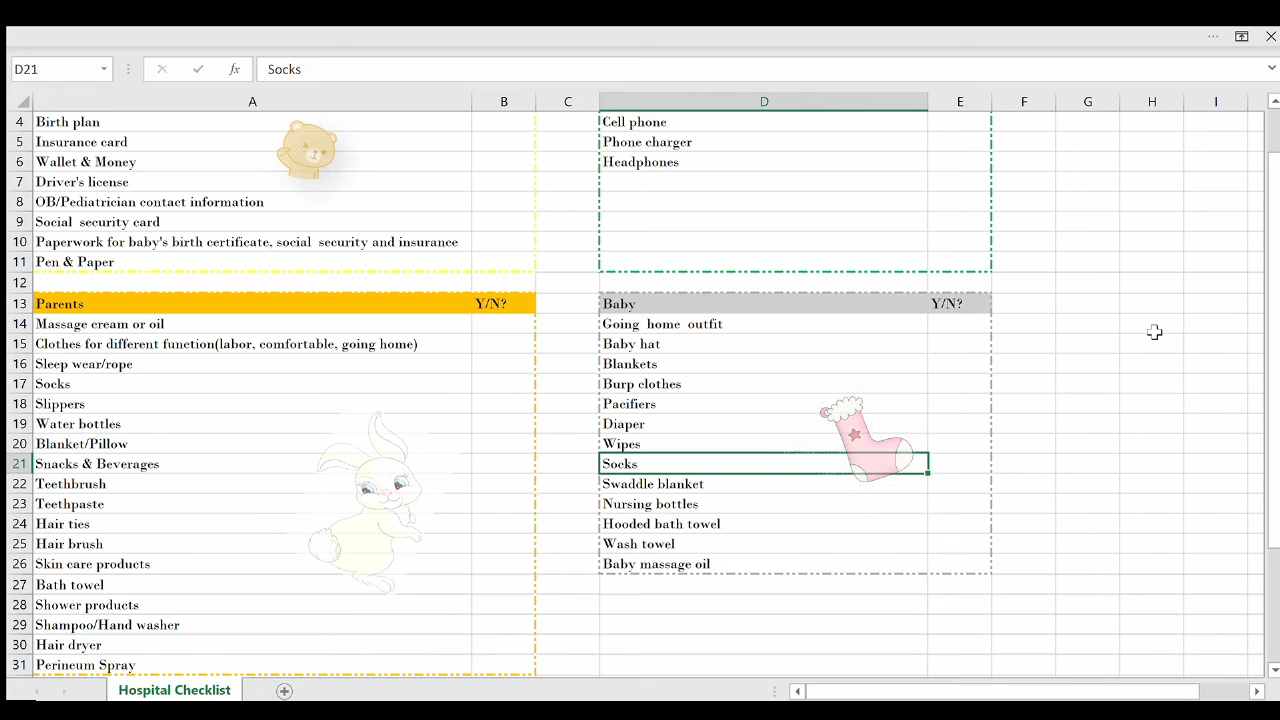 D21 fx Socks
A B C D E F G H I
4 Birth plan Cell phone
5 Insurance card Phone charger
6 Wallet & Money Headphones
7 Driver's license
8 OB/Pediatrician contact information
9 Social security card
10 Paperwork for baby's birth certificate, social security and insurance
11 Pen & Paper
12
13 Parents Y/N? Baby Y/N?
14 Massage cream or oil Going home outfit
15 Clothes for different function(labor, comfortable, going home) Baby hat
16 Sleep wear/rope Blankets
17 Socks Burp clothes
18 Slippers Pacifiers
19 Water bottles Diaper
20 Blanket/Pillow Wipes
21 Snacks & Beverages Socks
22 Teethbrush Swaddle blanket
23 Teethpaste Nursing bottles
24 Hair ties Hooded bath towel
25 Hair brush Wash towel
26 Skin care products Baby massage oil
27 Bath towel
28 Shower products
29 Shampoo/Hand washer
30 Hair dryer
31 Perineum Spray
Hospital Checklist